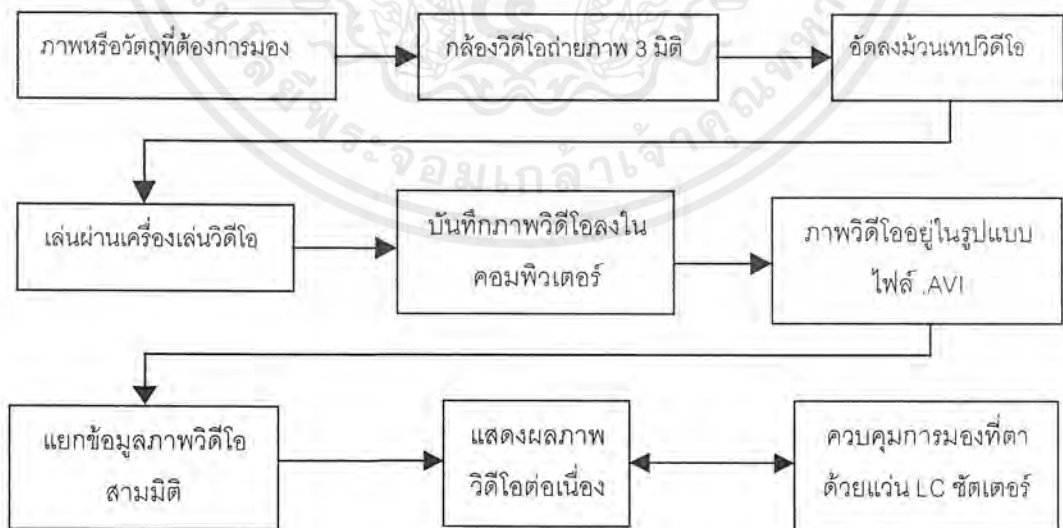 ภาพหรือวัตถุที่ต้องการมอง
กล้องวิดีโอถ่ายภาพ 3 มิติ
อัดลงม้วนเทปวิดีโอ
เล่นผ่านเครื่องเล่นวิดีโอ
บันทึกภาพวิดีโอลงใน
คอมพิวเตอร์
ภาพวิดีโออยู่ในรูปแบบ
ไฟล์ .AVI
แยกข้อมูลภาพวิดีโอ
สามมิติ
แสดงผลภาพ
วิดีโอต่อเนื่อง
ควบคุมการมองที่ตา
ด้วยแว่น LC ชัตเตอร์